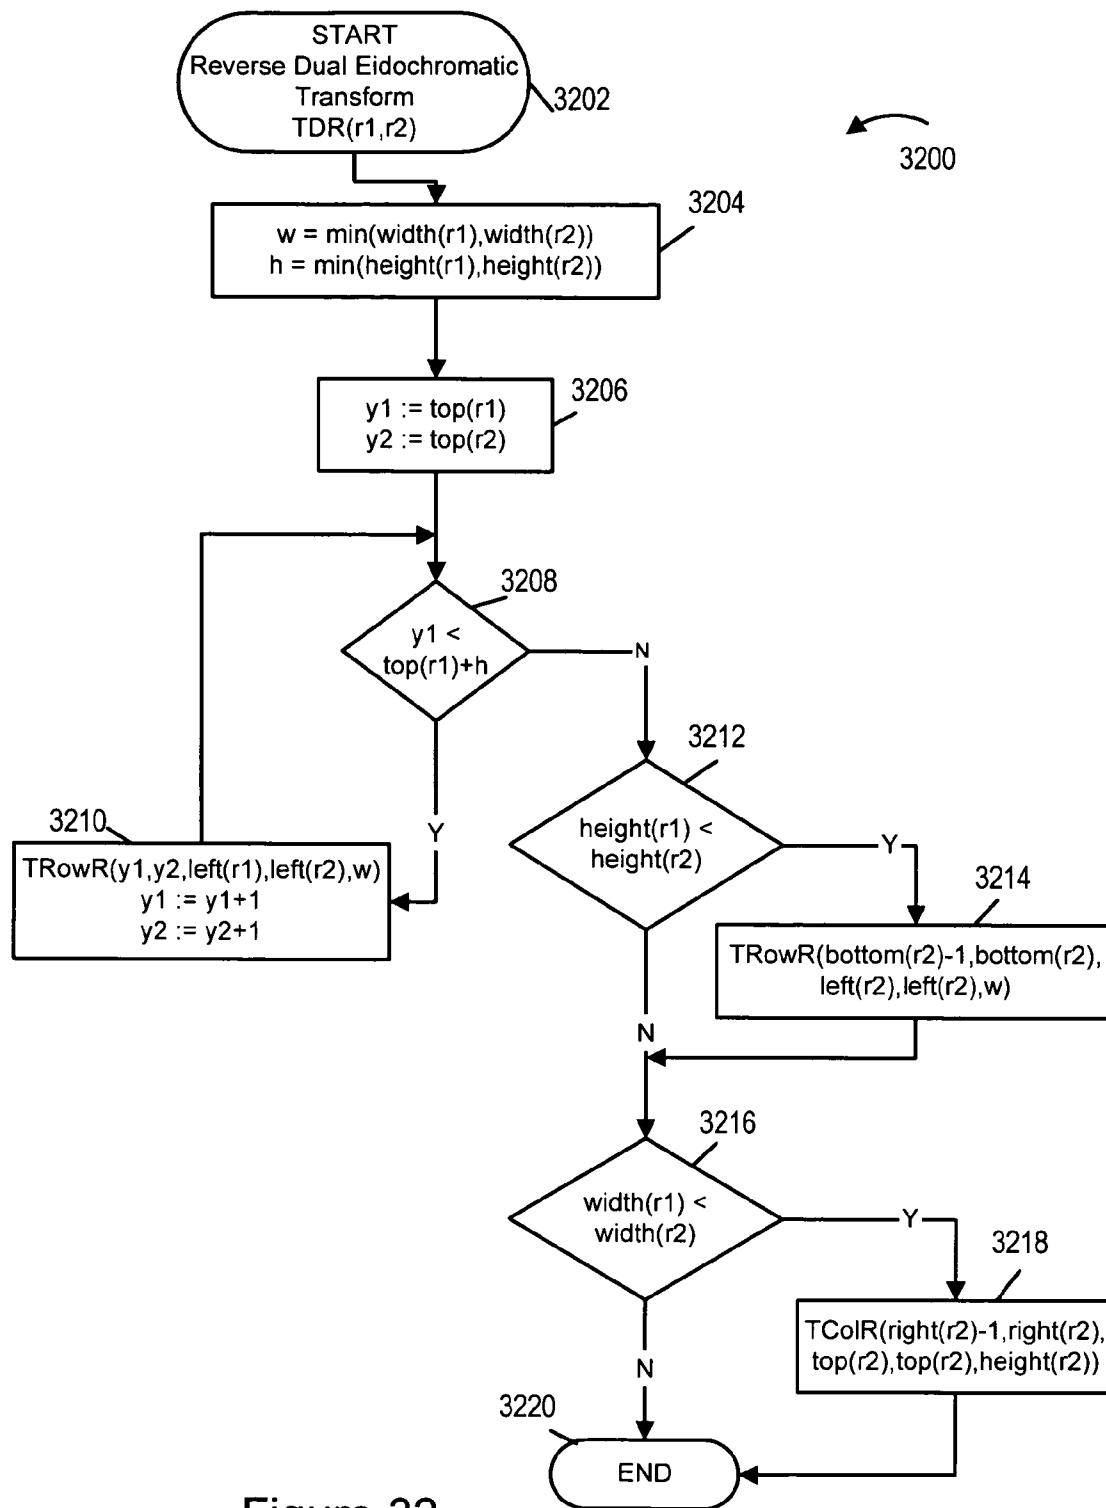 START
Reverse Dual Eidochromatic
Transform
TDR(r1,r2)
3202
3200
3204
w = min(width(r1),width(r2))
h = min(height(r1),height(r2))
3206
y1 := top(r1)
y2 := top(r2)
3208
y1 <
top(r1)+h
N
Y
3210
TRowR(y1,y2,left(r1),left(r2),w)
y1 := y1+1
y2 := y2+1
3212
height(r1) <
height(r2)
Y
N
3214
TRowR(bottom(r2)-1,bottom(r2),
left(r2),left(r2),w)
3216
width(r1) <
width(r2)
Y
N
3218
TColR(right(r2)-1,right(r2),
top(r2),top(r2),height(r2))
3220
END
Figure 32